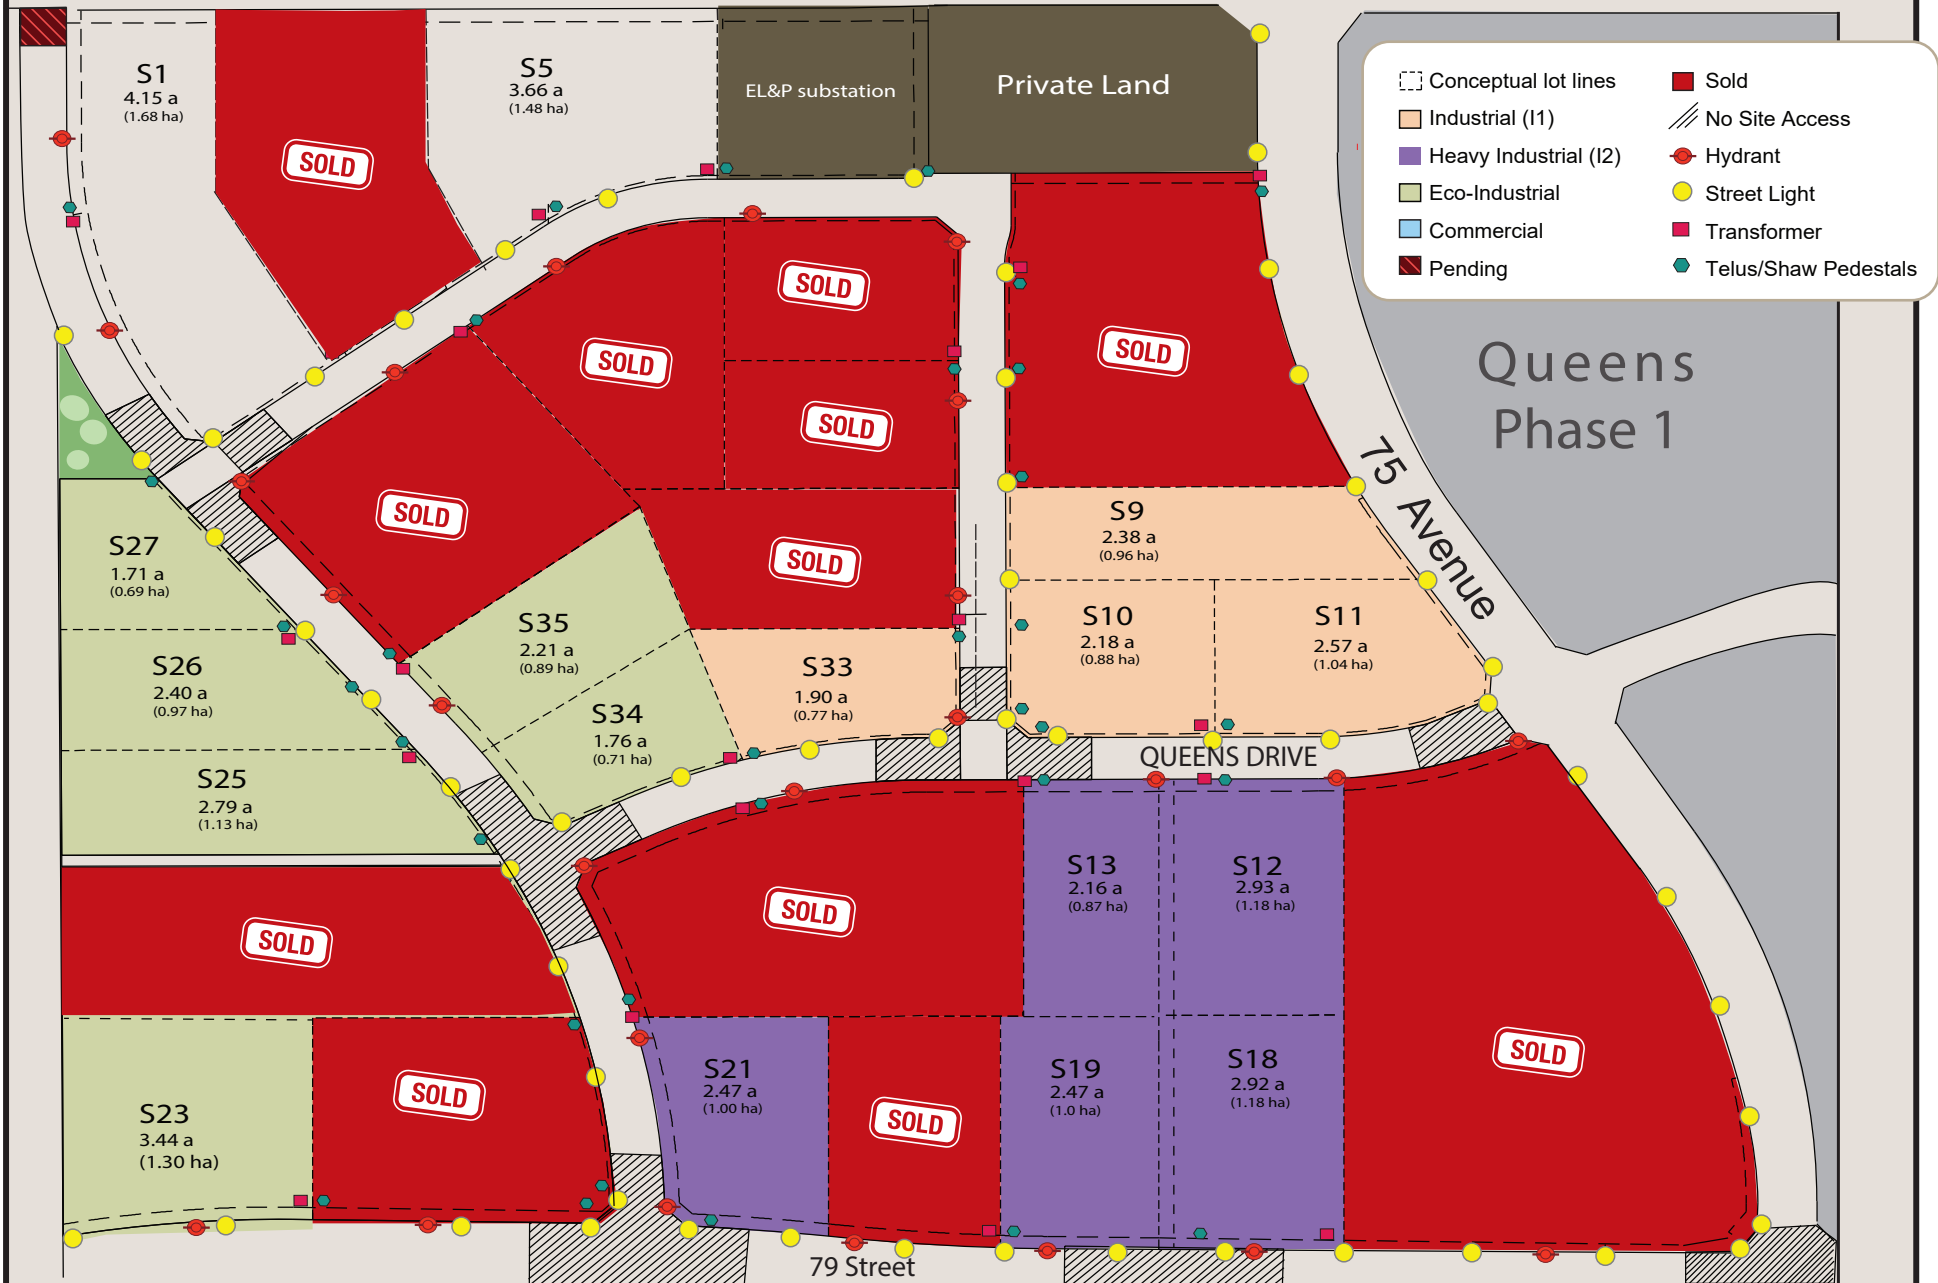 S1
4.15 a
(1.68 ha)
SOLD
S5
3.66 a
(1.48 ha)
EL&P substation
Private Land
Conceptual lot lines
Industrial (I1)
Heavy Industrial (I2)
Eco-Industrial
Commercial
Pending
Sold
No Site Access
Hydrant
Street Light
Transformer
Telus/Shaw Pedestals
Queens
Phase 1
75 Avenue
SOLD
SOLD
SOLD
SOLD
SOLD
SOLD
S9
2.38 a
(0.96 ha)
S10
2.18 a
(0.88 ha)
S11
2.57 a
(1.04 ha)
S27
1.71 a
(0.69 ha)
S26
2.40 a
(0.97 ha)
S25
2.79 a
(1.13 ha)
S35
2.21 a
(0.89 ha)
S34
1.76 a
(0.71 ha)
S33
1.90 a
(0.77 ha)
QUEENS DRIVE
SOLD
SOLD
S13
2.16 a
(0.87 ha)
S12
2.93 a
(1.18 ha)
SOLD
S23
3.44 a
(1.30 ha)
SOLD
S21
2.47 a
(1.00 ha)
SOLD
S19
2.47 a
(1.0 ha)
S18
2.92 a
(1.18 ha)
79 Street